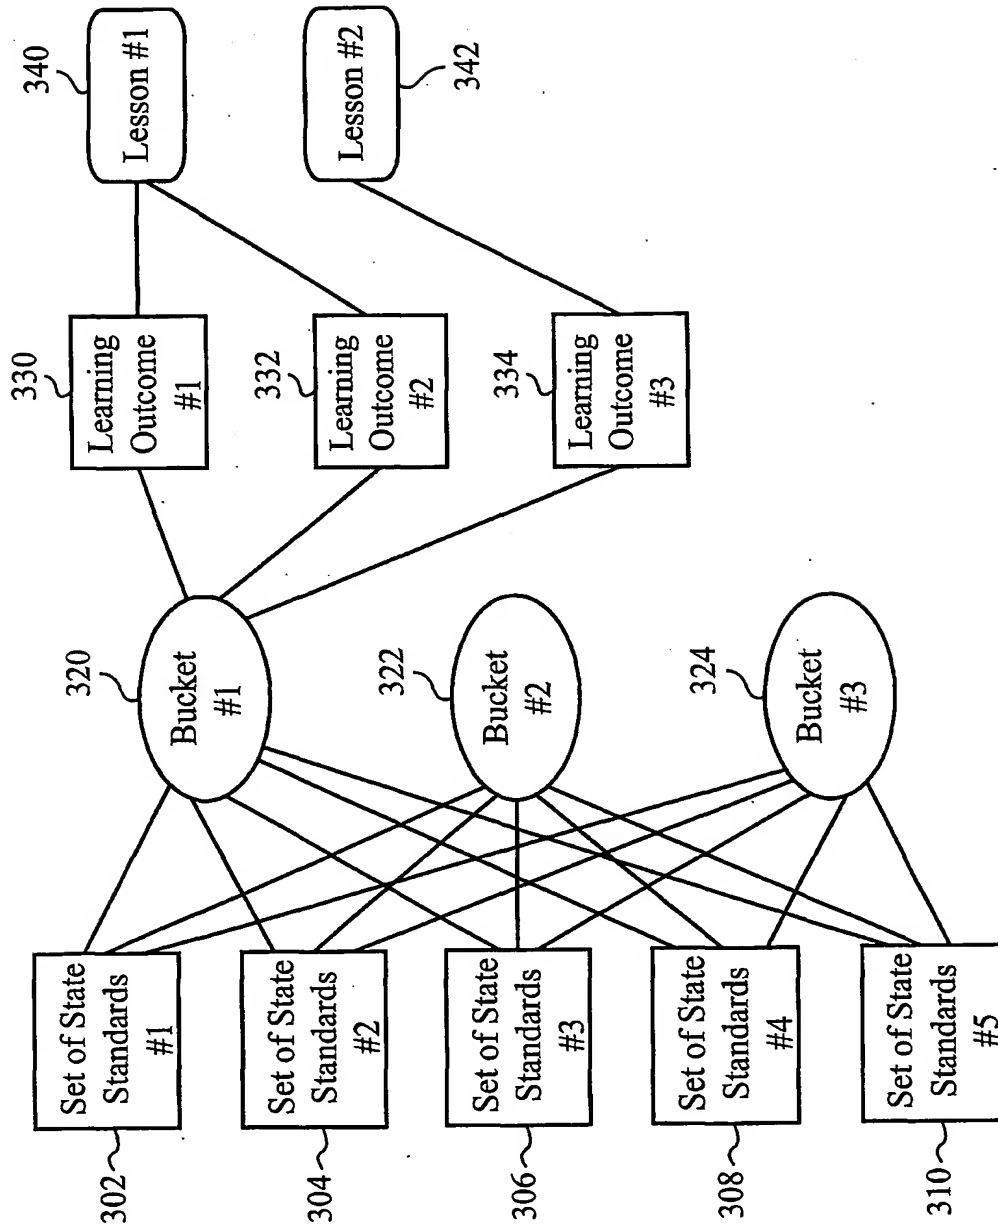 302
Set of State
Standards
#1
304
Set of State
Standards
#2
306
Set of State
Standards
#3
308
Set of State
Standards
#4
310
Set of State
Standards
#5
320
Bucket
#1
322
Bucket
#2
324
Bucket
#3
330
Learning
Outcome
#1
332
Learning
Outcome
#2
334
Learning
Outcome
#3
340
Lesson #1
Lesson #2
342